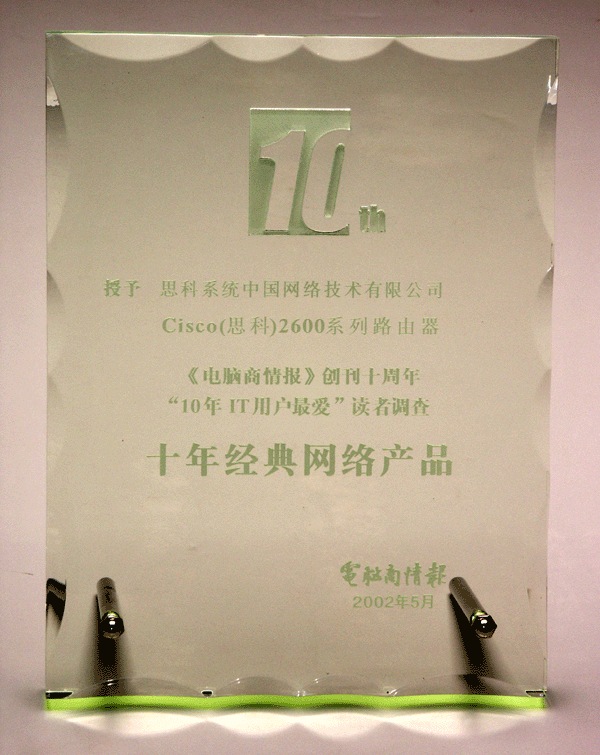 10th
授予 思科系统中国网络技术有限公司
Cisco(思科)2600系列路由器
《电脑商情报》创刊十周年
“10年 IT用户最爱”读者调查
十年经典网络产品
電腦商情報
2002年5月